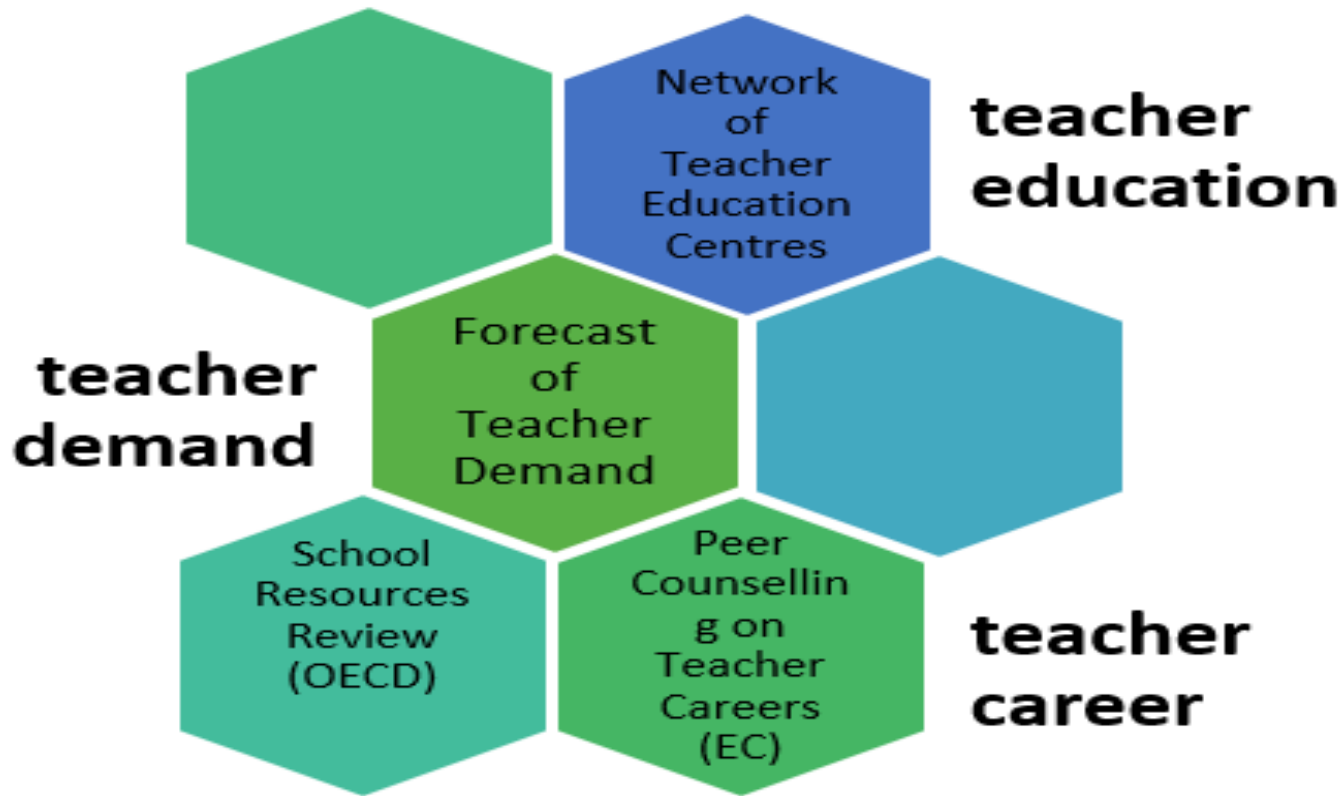 Network
of
Teacher
Education
Centres
teacher
education
teacher
demand
Forecast
of
Teacher
Demand
School
Resources
Review
(OECD)
Peer
Counsellin
g on
Teacher
Careers
(EC)
teacher
career